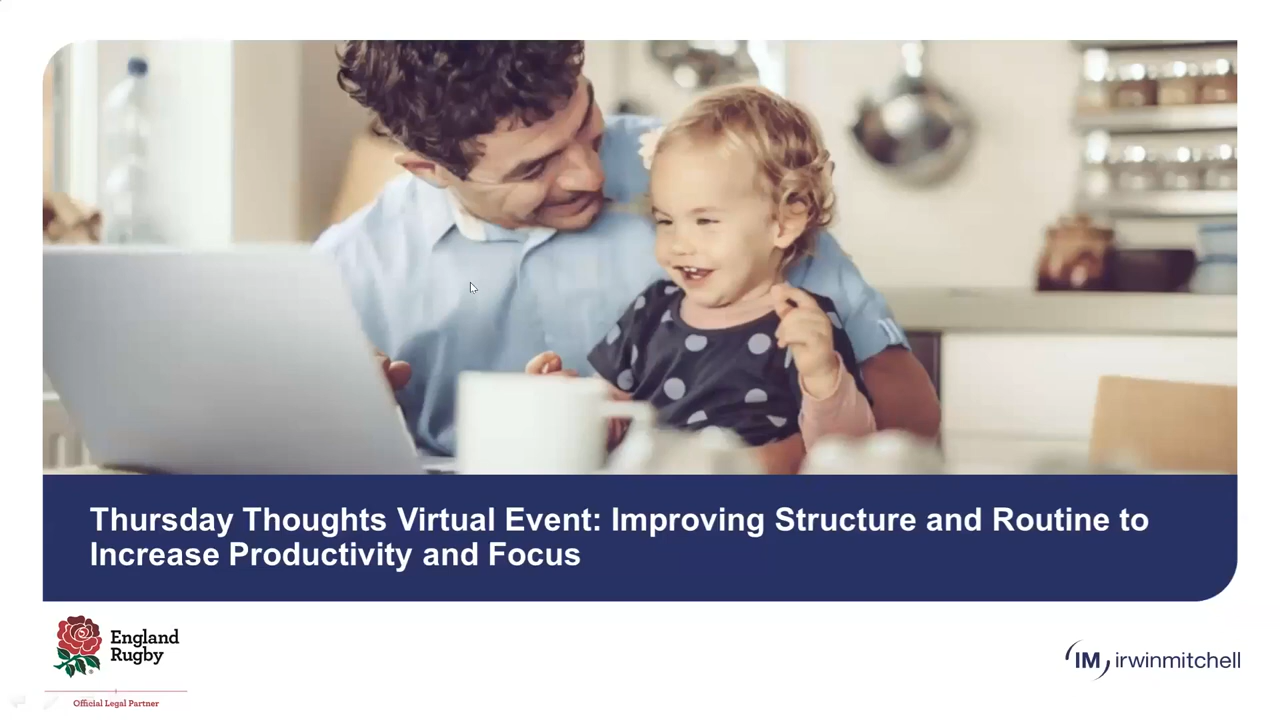 Thursday Thoughts Virtual Event: Improving Structure and Routine to
Increase Productivity and Focus
England
Rugby
Official Legal Partner
IM irwinmitchell